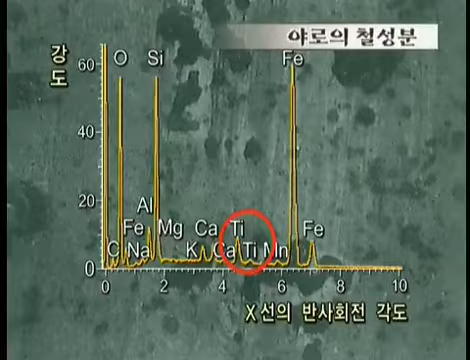 야로의 철성분
강도
60
40
20
0
O Si Fe
Al
Fe Mg Ca Ti Fe
C Na K Ca Ti Mn
0 2 4 6 8 10
X선의 반사회전 각도